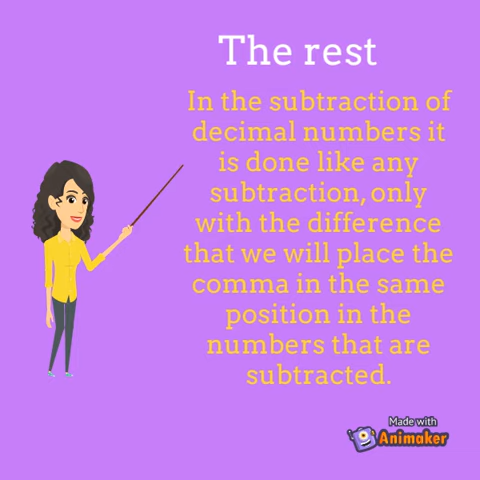 The rest
In the subtraction of
decimal numbers it
is done like any
subtraction, only
with the difference
that we will place the
comma in the same
position in the
numbers that are
subtracted.
Made with
Animaker